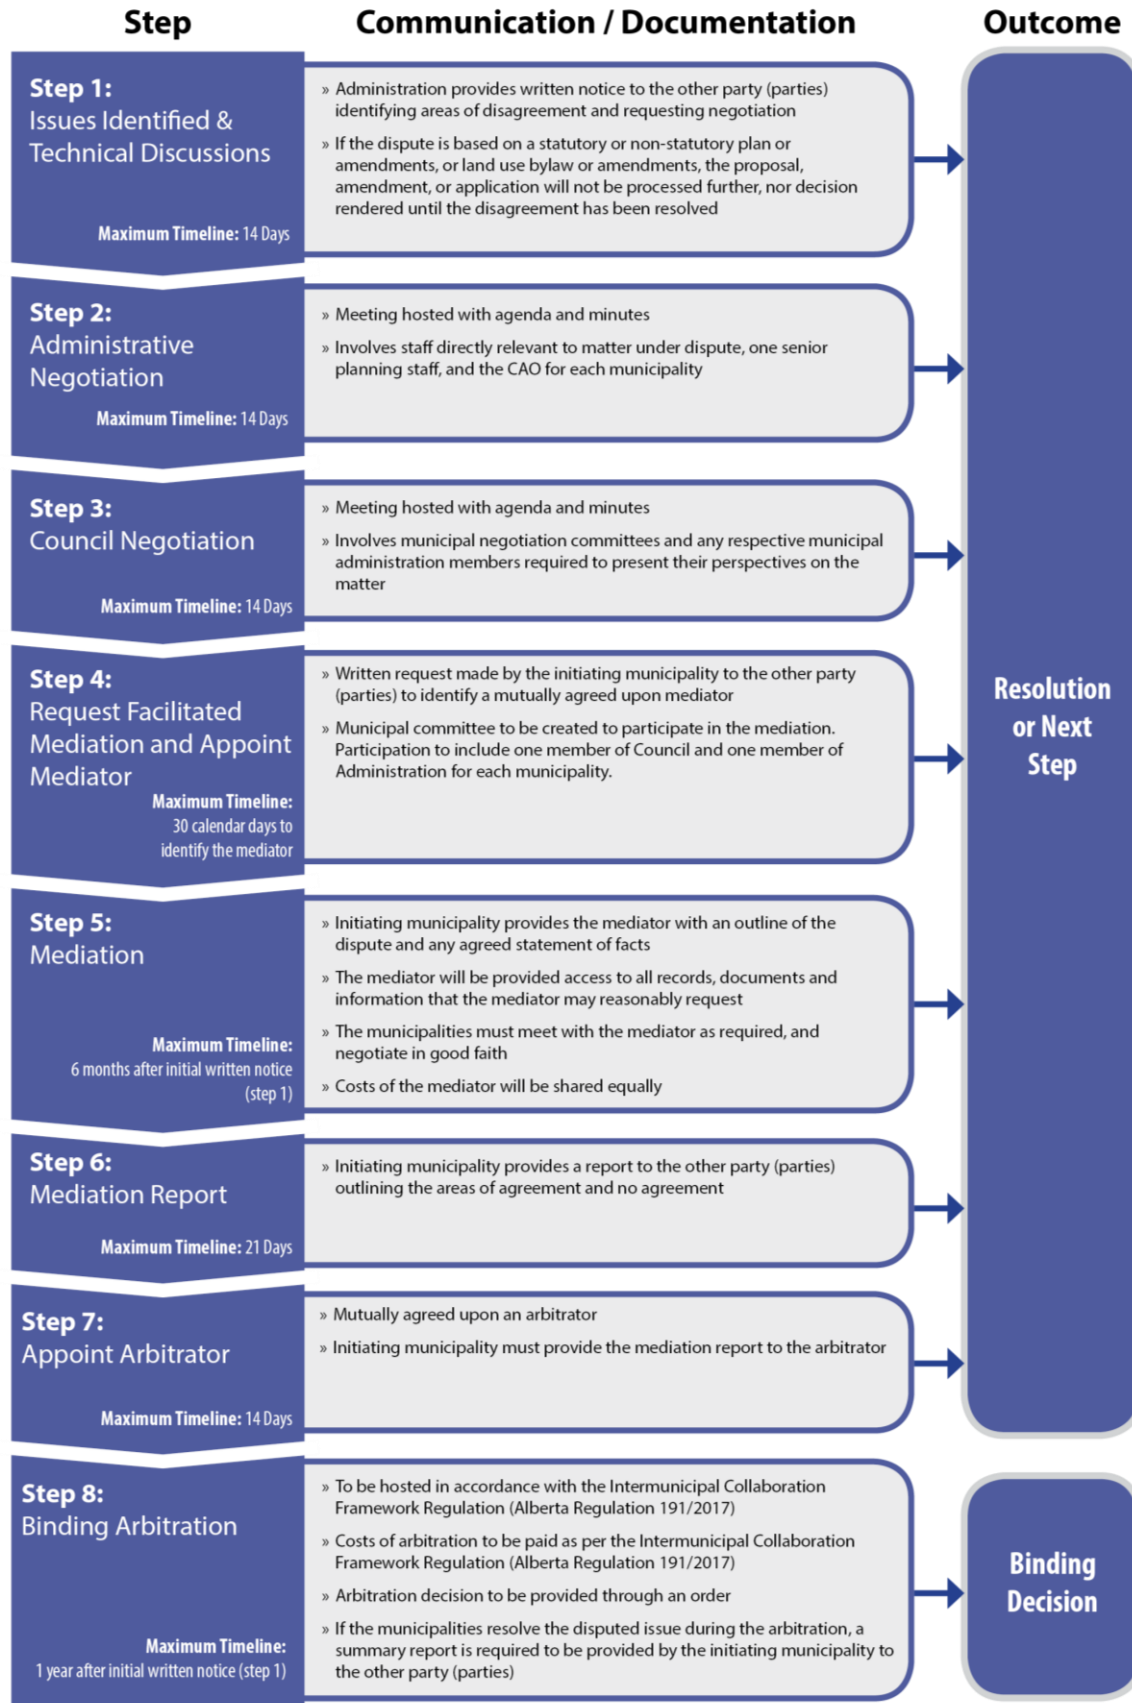 Step
Communication / Documentation
Outcome
Step 1:
Issues Identified &
Technical Discussions
Maximum Timeline: 14 Days
» Administration provides written notice to the other party (parties)
identifying areas of disagreement and requesting negotiation
» If the dispute is based on a statutory or non-statutory plan or
amendments, or land use bylaw or amendments, the proposal,
amendment, or application will not be processed further, nor decision
rendered until the disagreement has been resolved
Step 2:
Administrative
Negotiation
Maximum Timeline: 14 Days
» Meeting hosted with agenda and minutes
» Involves staff directly relevant to matter under dispute, one senior
planning staff, and the CAO for each municipality
Step 3:
Council Negotiation
Maximum Timeline: 14 Days
» Meeting hosted with agenda and minutes
» Involves municipal negotiation committees and any respective municipal
administration members required to present their perspectives on the
matter
Step 4:
Request Facilitated
Mediation and Appoint
Mediator
Maximum Timeline:
30 calendar days to
identify the mediator
» Written request made by the initiating municipality to the other party
(parties) to identify a mutually agreed upon mediator
» Municipal committee to be created to participate in the mediation.
Participation to include one member of Council and one member of
Administration for each municipality.
Step 5:
Mediation
Maximum Timeline:
6 months after initial written notice
(step 1)
» Initiating municipality provides the mediator with an outline of the
dispute and any agreed statement of facts
» The mediator will be provided access to all records, documents and
information that the mediator may reasonably request
» The municipalities must meet with the mediator as required, and
negotiate in good faith
» Costs of the mediator will be shared equally
Step 6:
Mediation Report
Maximum Timeline: 21 Days
» Initiating municipality provides a report to the other party (parties)
outlining the areas of agreement and no agreement
Step 7:
Appoint Arbitrator
Maximum Timeline: 14 Days
» Mutually agreed upon an arbitrator
» Initiating municipality must provide the mediation report to the arbitrator
Resolution
or Next
Step
Step 8:
Binding Arbitration
Maximum Timeline:
1 year after initial written notice (step 1)
» To be hosted in accordance with the Intermunicipal Collaboration
Framework Regulation (Alberta Regulation 191/2017)
» Costs of arbitration to be paid as per the Intermunicipal Collaboration
Framework Regulation (Alberta Regulation 191/2017)
» Arbitration decision to be provided through an order
» If the municipalities resolve the disputed issue during the arbitration, a
summary report is required to be provided by the initiating municipality to
the other party (parties)
Binding
Decision